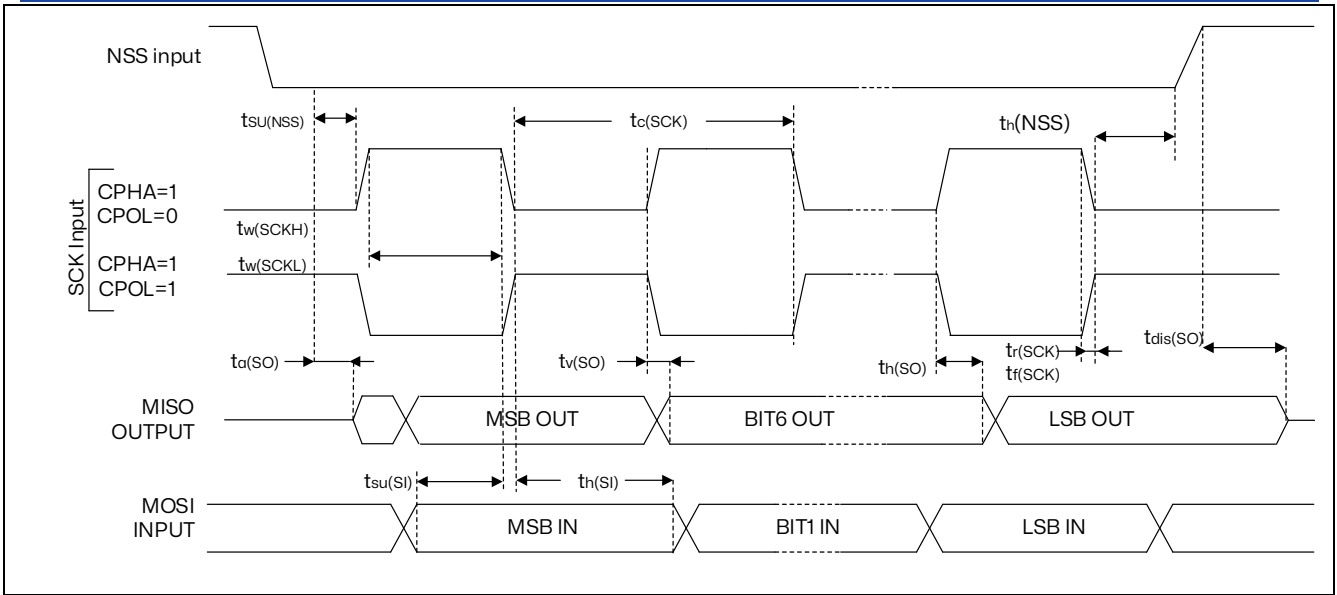 NSS input
tSU(NSS)
tc(SCK)
th(NSS)
SCK Input
CPHA=1
CPOL=0
tw(SCKH)
CPHA=1
CPOL=1
tw(SCKL)
ta(SO)
tv(SO)
th(SO)
tr(SCK)
tf(SCK)
tdis(SO)
MISO
OUTPUT
MSB OUT
BIT6 OUT
LSB OUT
tsu(SI)
th(SI)
MOSI
INPUT
MSB IN
BIT1 IN
LSB IN